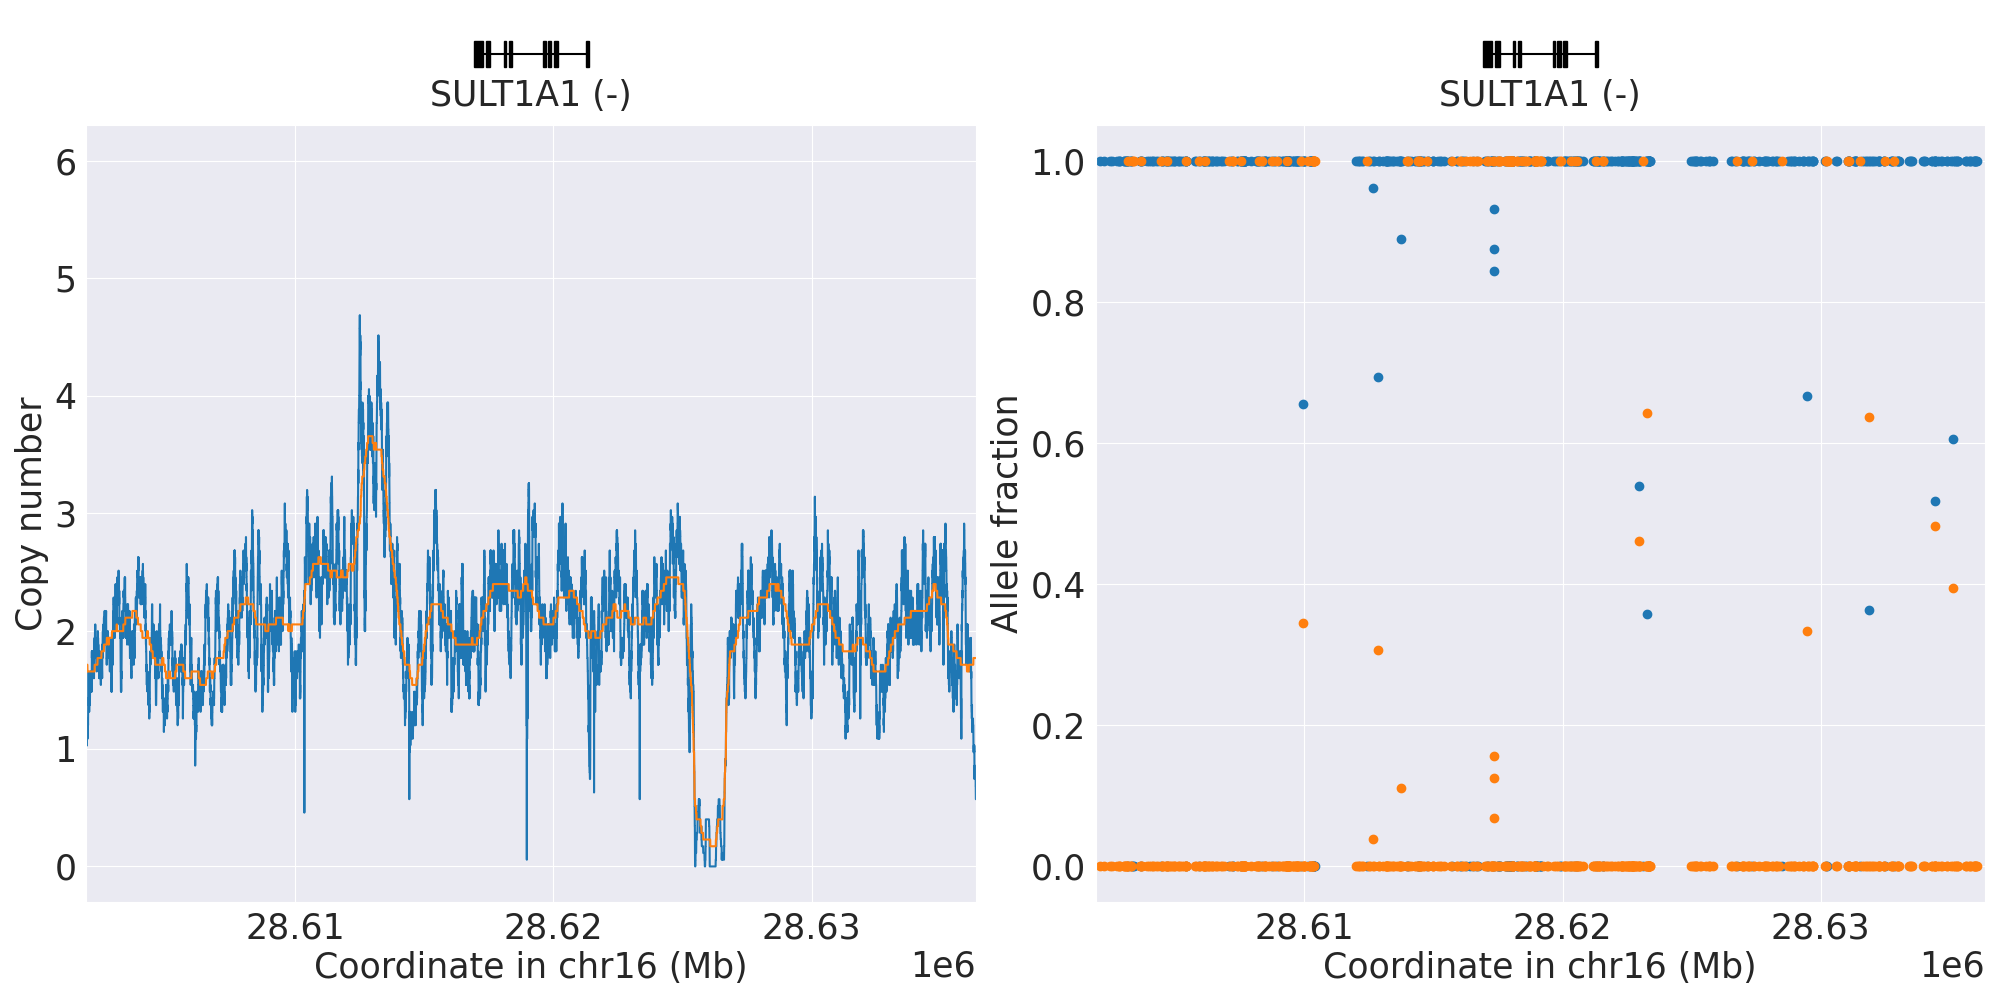 SULT1A1 (-)
Copy number
6
5
4
3
2
1
0
28.61
28.62
28.63
Coordinate in chr16 (Mb)
1e6
SULT1A1 (-)
Allele fraction
1.0
0.8
0.6
0.4
0.2
0.0
28.61
28.62
28.63
Coordinate in chr16 (Mb)
1e6